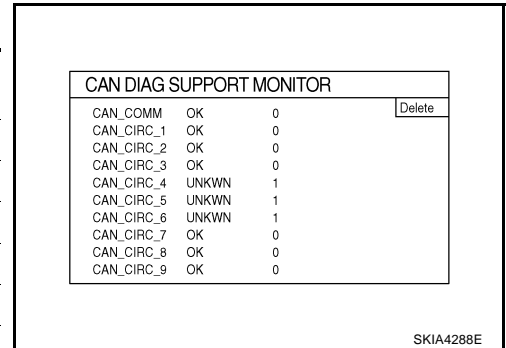 CAN DIAG SUPPORT MONITOR
Delete
CAN_COMM OK 0
CAN_CIRC_1 OK 0
CAN_CIRC_2 OK 0
CAN_CIRC_3 OK 0
CAN_CIRC_4 UNKWN 1
CAN_CIRC_5 UNKWN 1
CAN_CIRC_6 UNKWN 1
CAN_CIRC_7 OK 0
CAN_CIRC_8 OK 0
CAN_CIRC_9 OK 0
SKIA4288E